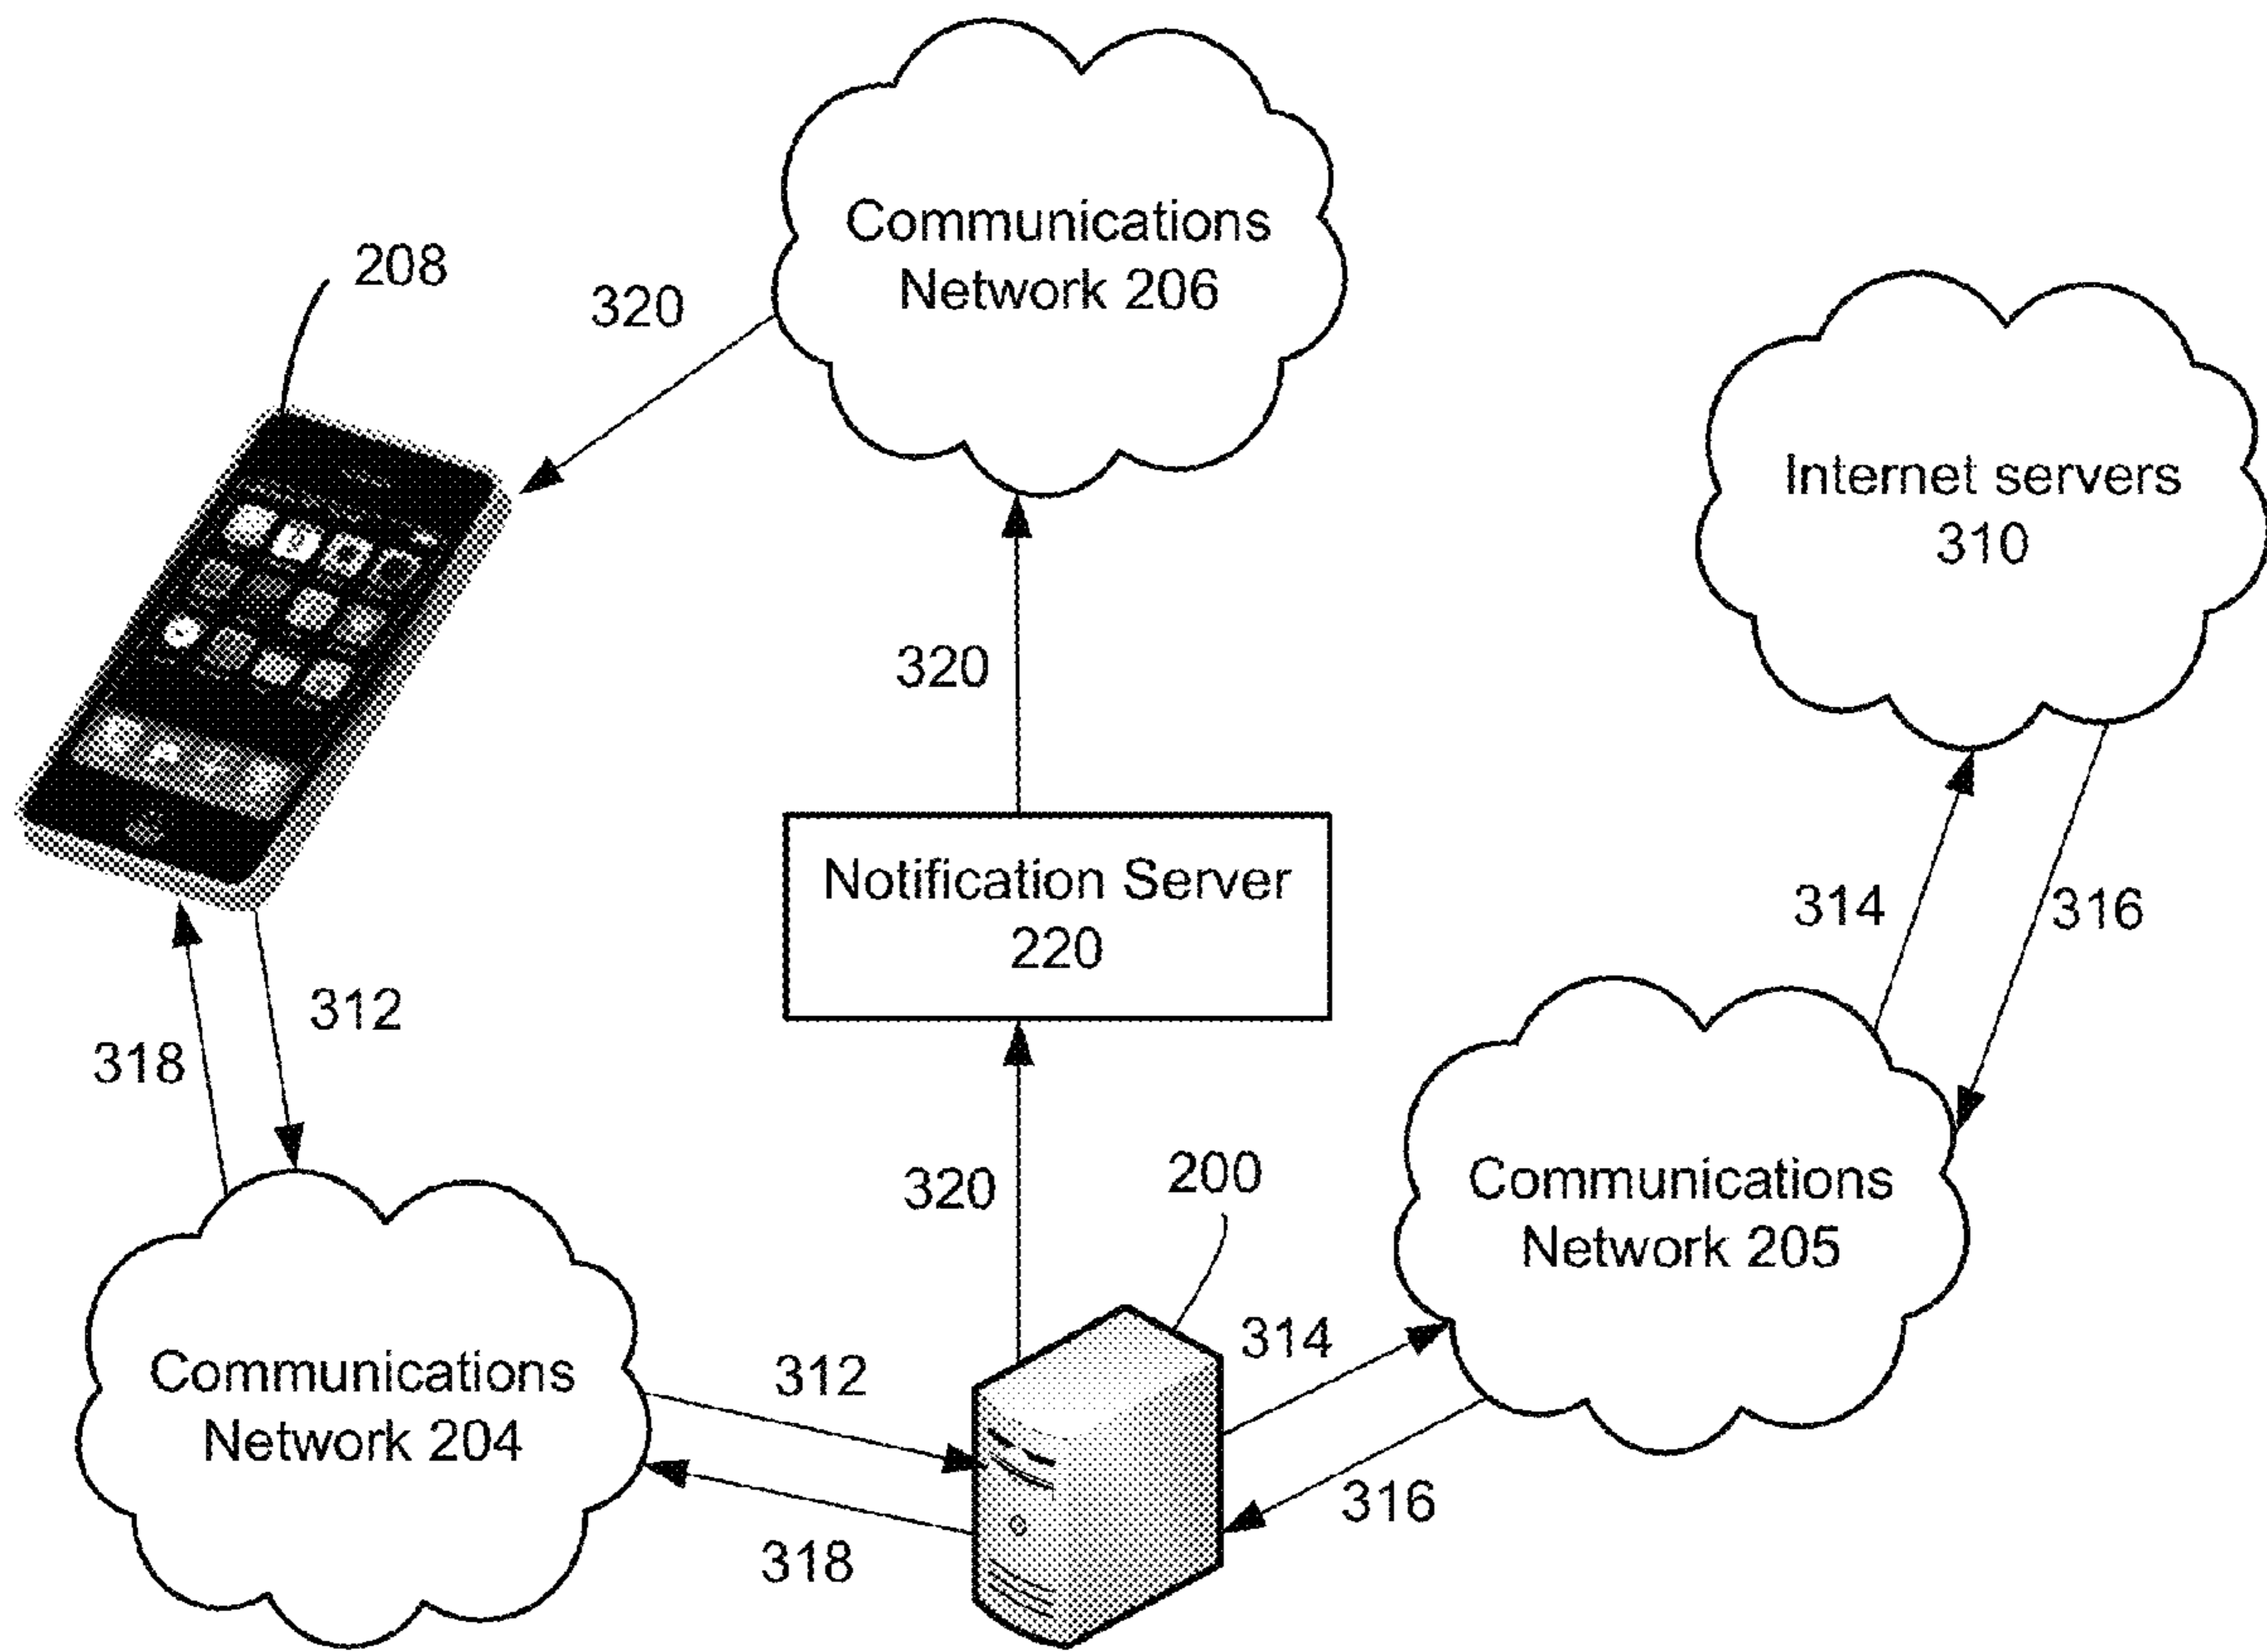 Communications
Network 206
208
320
Internet servers
310
320
Notification Server
220
314
316
312
318
320
200
Communications
Network 205
Communications
Network 204
312
314
318
316